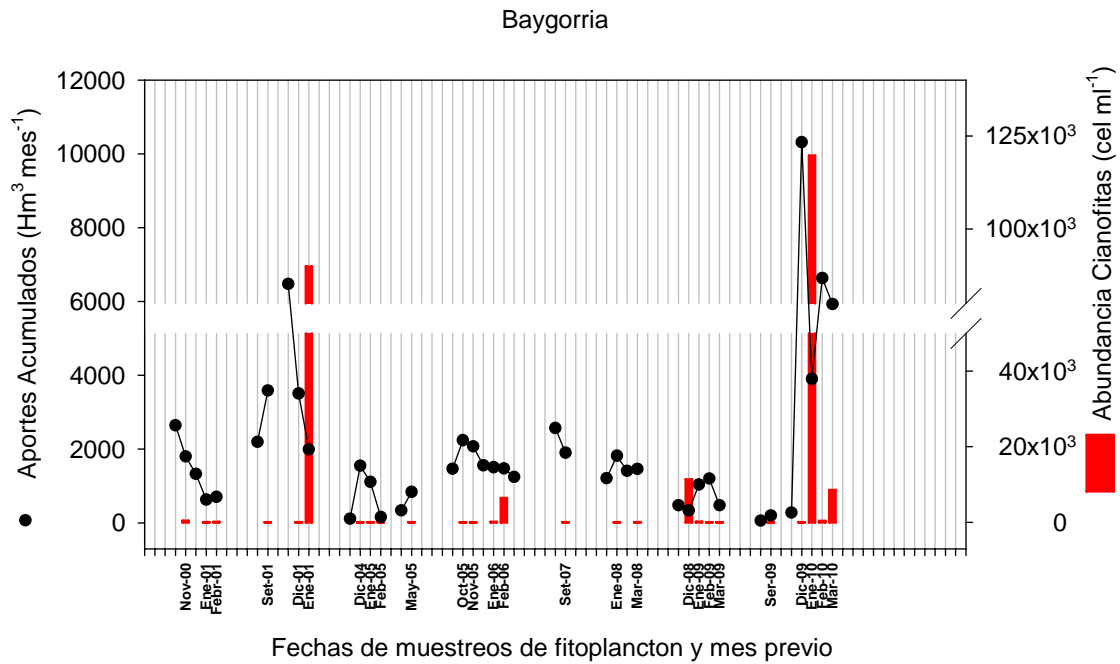 Baygorria
Aportes Acumulados (Hm³ mes⁻¹)
12000
10000
8000
6000
4000
2000
0
125x10³
100x10³
40x10³
20x10³
0
Abundancia Cianofitas (cel ml⁻¹)
Nov-00
Ene-01
Febr-01
Set-01
Dic-01
Ene-01
Dic-04
Ene-05
Feb-05
May-05
Oct-05
Nov-05
Ene-06
Feb-06
Set-07
Ene-08
Mar-08
Dic-08
Ene-09
Feb-09
Mar-09
Ser-09
Dic-09
Ene-10
Feb-10
Mar-10
Fechas de muestreos de fitoplancton y mes previo